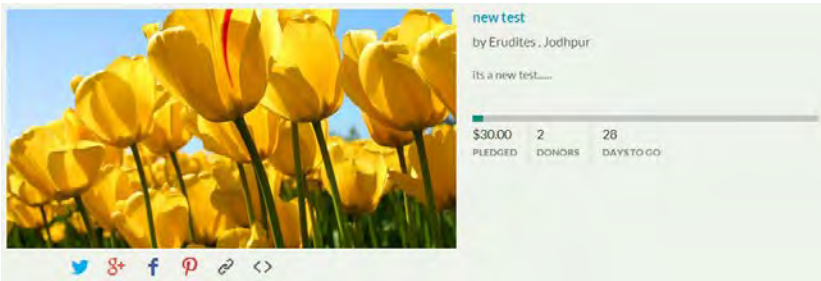 new test
by Erudites , Jodhpur
its a new test......
$30.00 2 28
PLEDGED DONORS DAYS TO GO